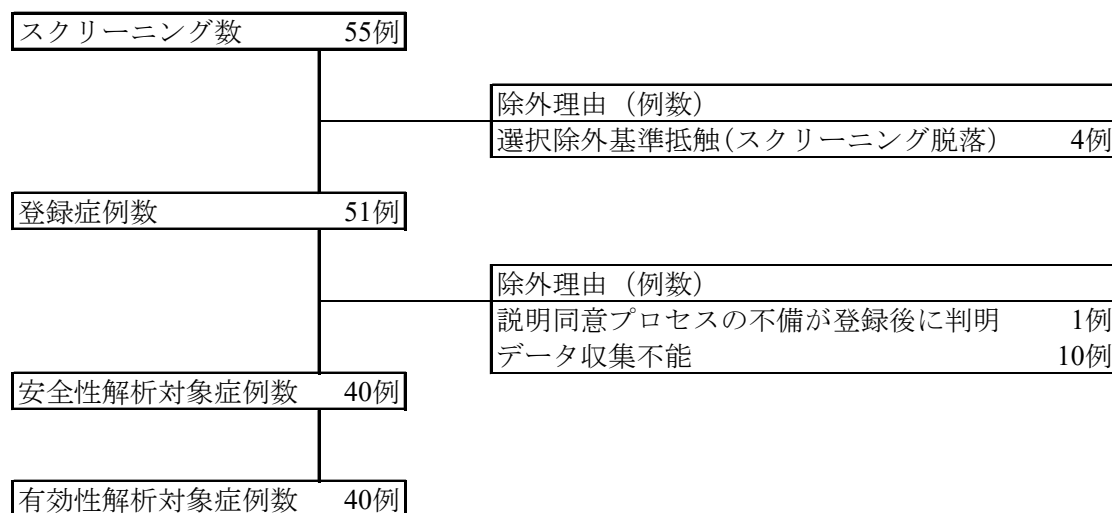 スクリーニング数 55例
除外理由（例数）
選択除外基準抵触（スクリーニング脱落） 4例
登録症例数 51例
除外理由（例数）
説明同意プロセスの不備が登録後に判明 1例
データ収集不能 10例
安全性解析対象症例数 40例
有効性解析対象症例数 40例